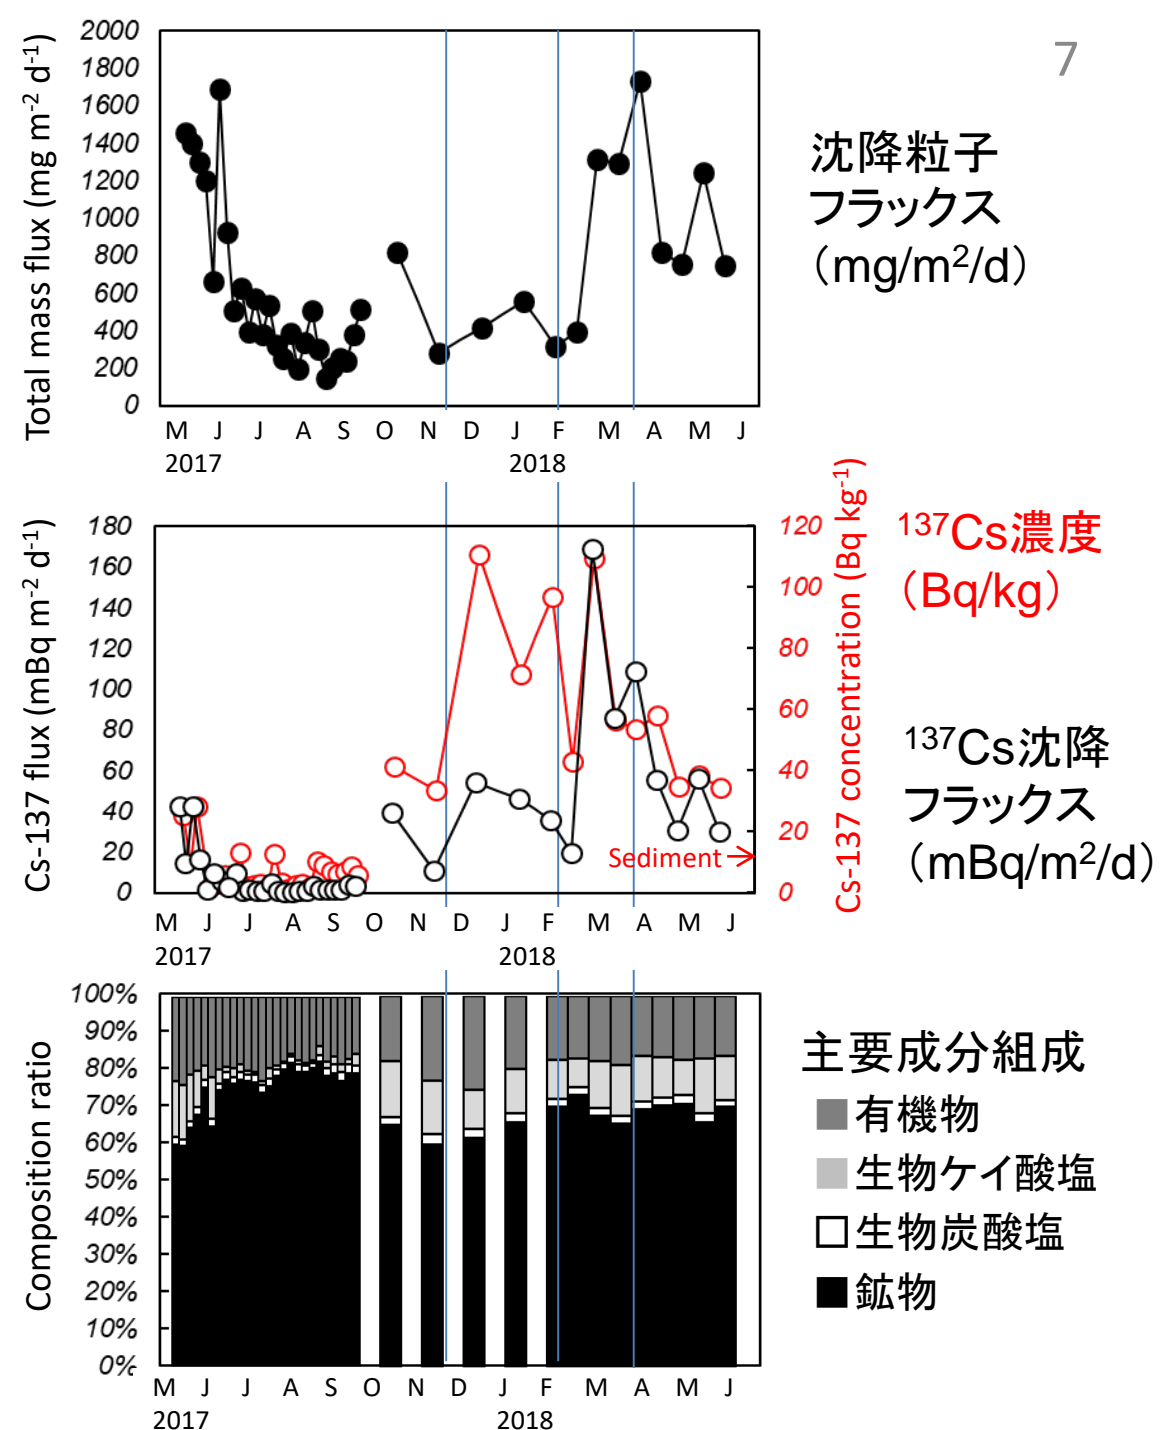 7
Total mass flux (mg m-2 d-1)
2000
1800
1600
1400
1200
1000
800
600
400
200
0
M J J A S O N D J F M A M J
2017 2018
沈降粒子
フラックス
（mg/m2/d）
Cs-137 flux (mBq m-2 d-1)
180
160
140
120
100
80
60
40
20
0
Cs-137 concentration (Bq kg-1)
120
100
80
60
40
20
0
Sediment
M J J A S O N D J F M A M J
2017 2018
137Cs濃度
（Bq/kg）
137Cs沈降
フラックス
（mBq/m2/d）
Composition ratio
100%
90%
80%
70%
60%
50%
40%
30%
20%
10%
0%
M J J A S O N D J F M A M J
2017 2018
主要成分組成
有機物
生物ケイ酸塩
生物炭酸塩
鉱物